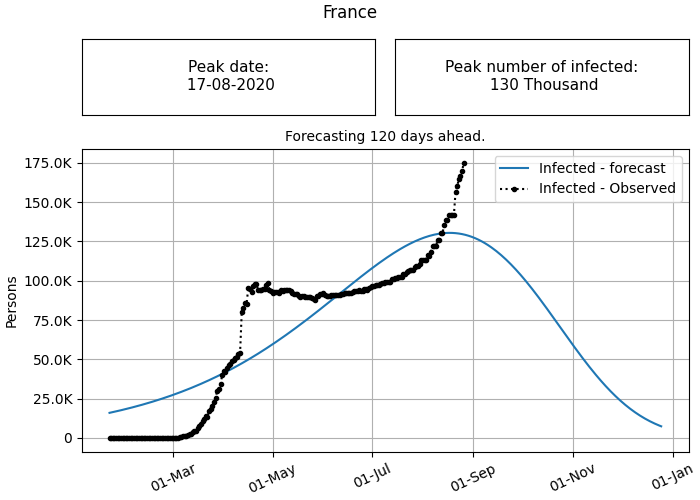 France
Peak date:
17-08-2020
Peak number of infected:
130 Thousand
Forecasting 120 days ahead.
Infected - forecast
Infected - Observed
175.0K
150.0K
125.0K
100.0K
75.0K
50.0K
25.0K
0
Persons
01-Mar
01-May
01-Jul
01-Sep
01-Nov
01-Jan